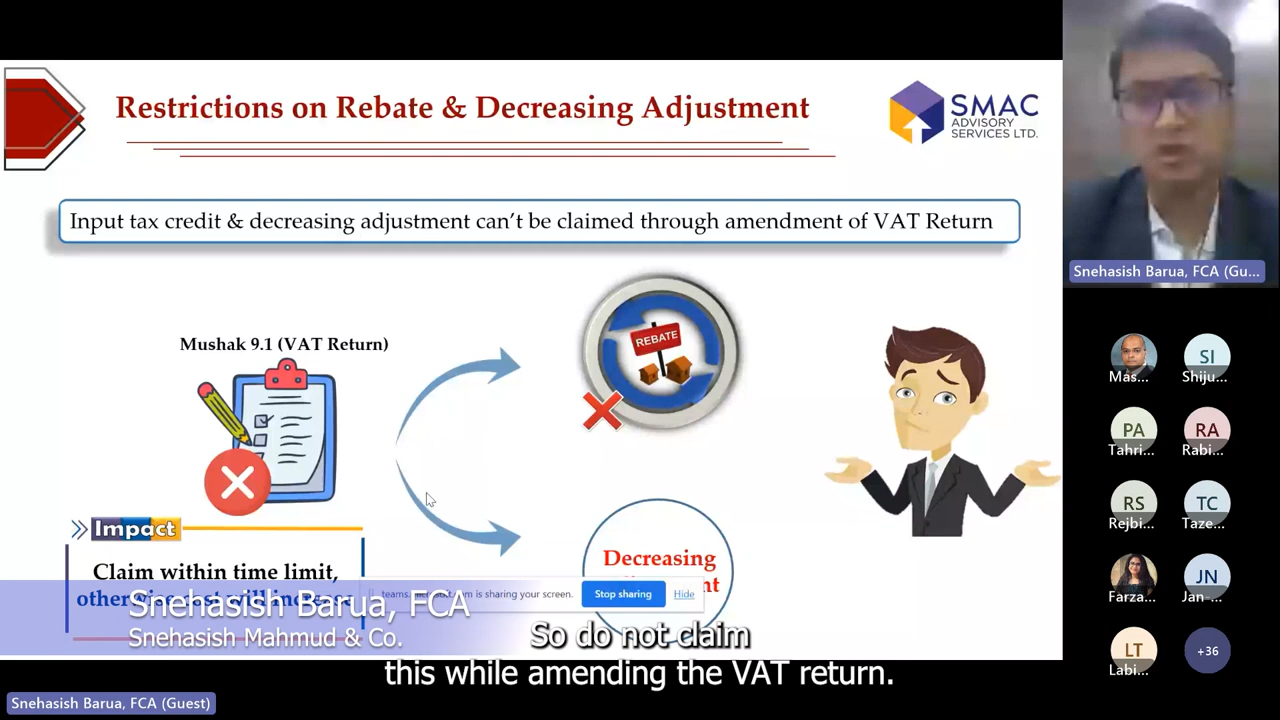 Restrictions on Rebate & Decreasing Adjustment
SMAC
ADVISORY
SERVICES LTD.
Input tax credit & decreasing adjustment can't be claimed through amendment of VAT Return
Mushak 9.1 (VAT Return)
REBATE
Impact
Claim within time limit,
Decreasing
is sharing your screen.
Stop sharing
Hide
Snehasish Barua, FCA
Snehasish Mahmud & Co.
So do not claim
this while amending the VAT return.
Snehasish Barua, FCA (Guest)
Snehasish Barua, FCA (Gu...
Mas...
SI
Shiju...
PA
Tahri...
RA
Rabi...
RS
Rejbi...
TC
Taze...
Farza...
JN
Jan-...
LT
Labi...
+36